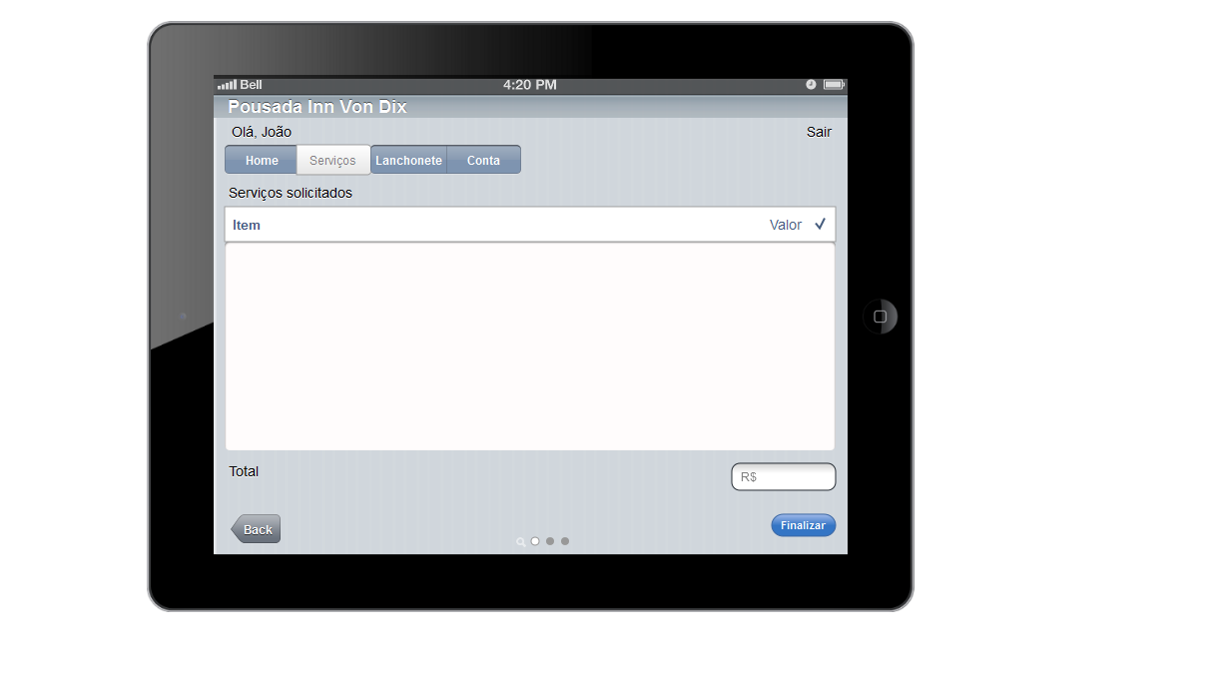 Bell 4:20 PM
Pousada Inn Von Dix
Olá, João Sair
Home Serviços Lanchonete Conta
Serviços solicitados
Item Valor
Total R$
Back Finalizar